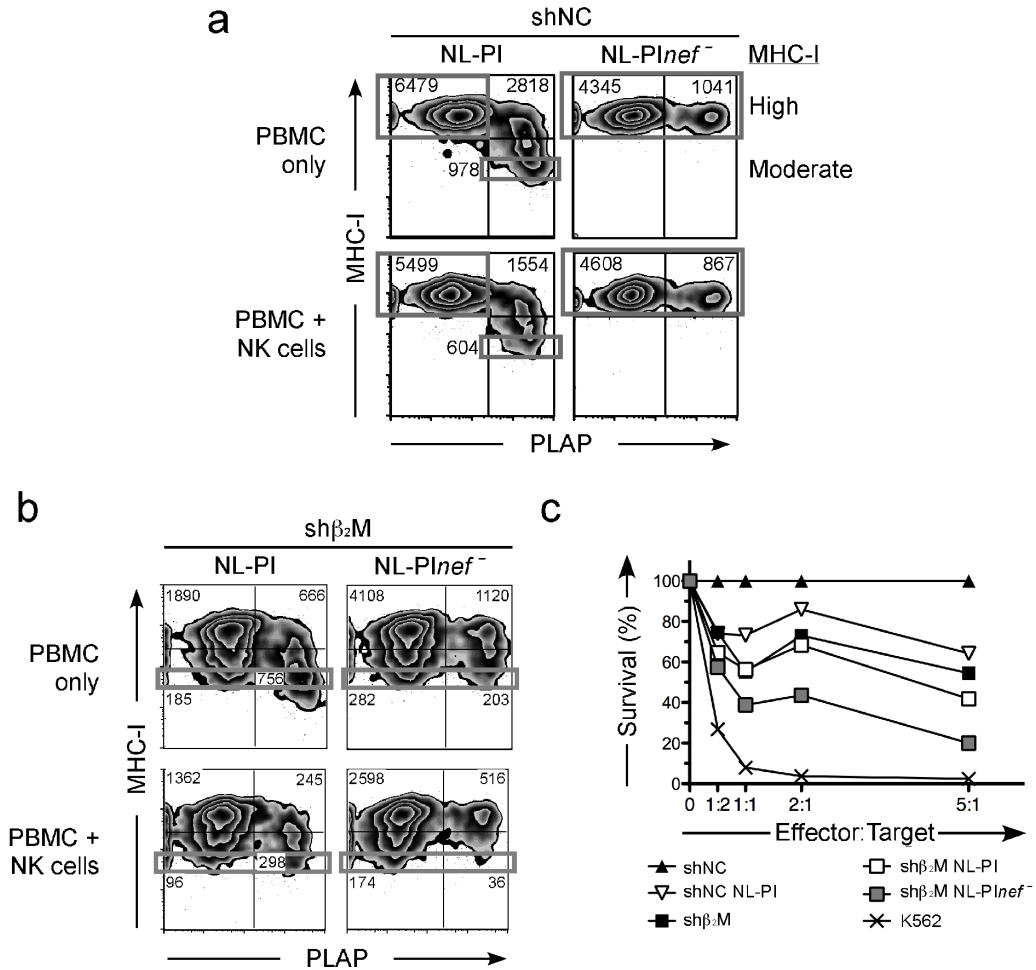 a
shNC
NL-PI NL-PInef⁻ MHC-I
PBMC only
6479 2818
978
4345 1041
High
Moderate
PBMC + NK cells
5499 1554
604
4608 867
MHC-I
PLAP
b
shβ₂M
NL-PI NL-PInef⁻
PBMC only
1890 666
756
185
4108 1120
282 203
PBMC + NK cells
1362 245
298
96
2598 516
174 36
MHC-I
PLAP
c
Survival (%)
100
80
60
40
20
0
0 1:2 1:1 2:1 5:1
Effector:Target
shNC
shNC NL-PI
shβ₂M
shβ₂M NL-PI
shβ₂M NL-PInef⁻
K562